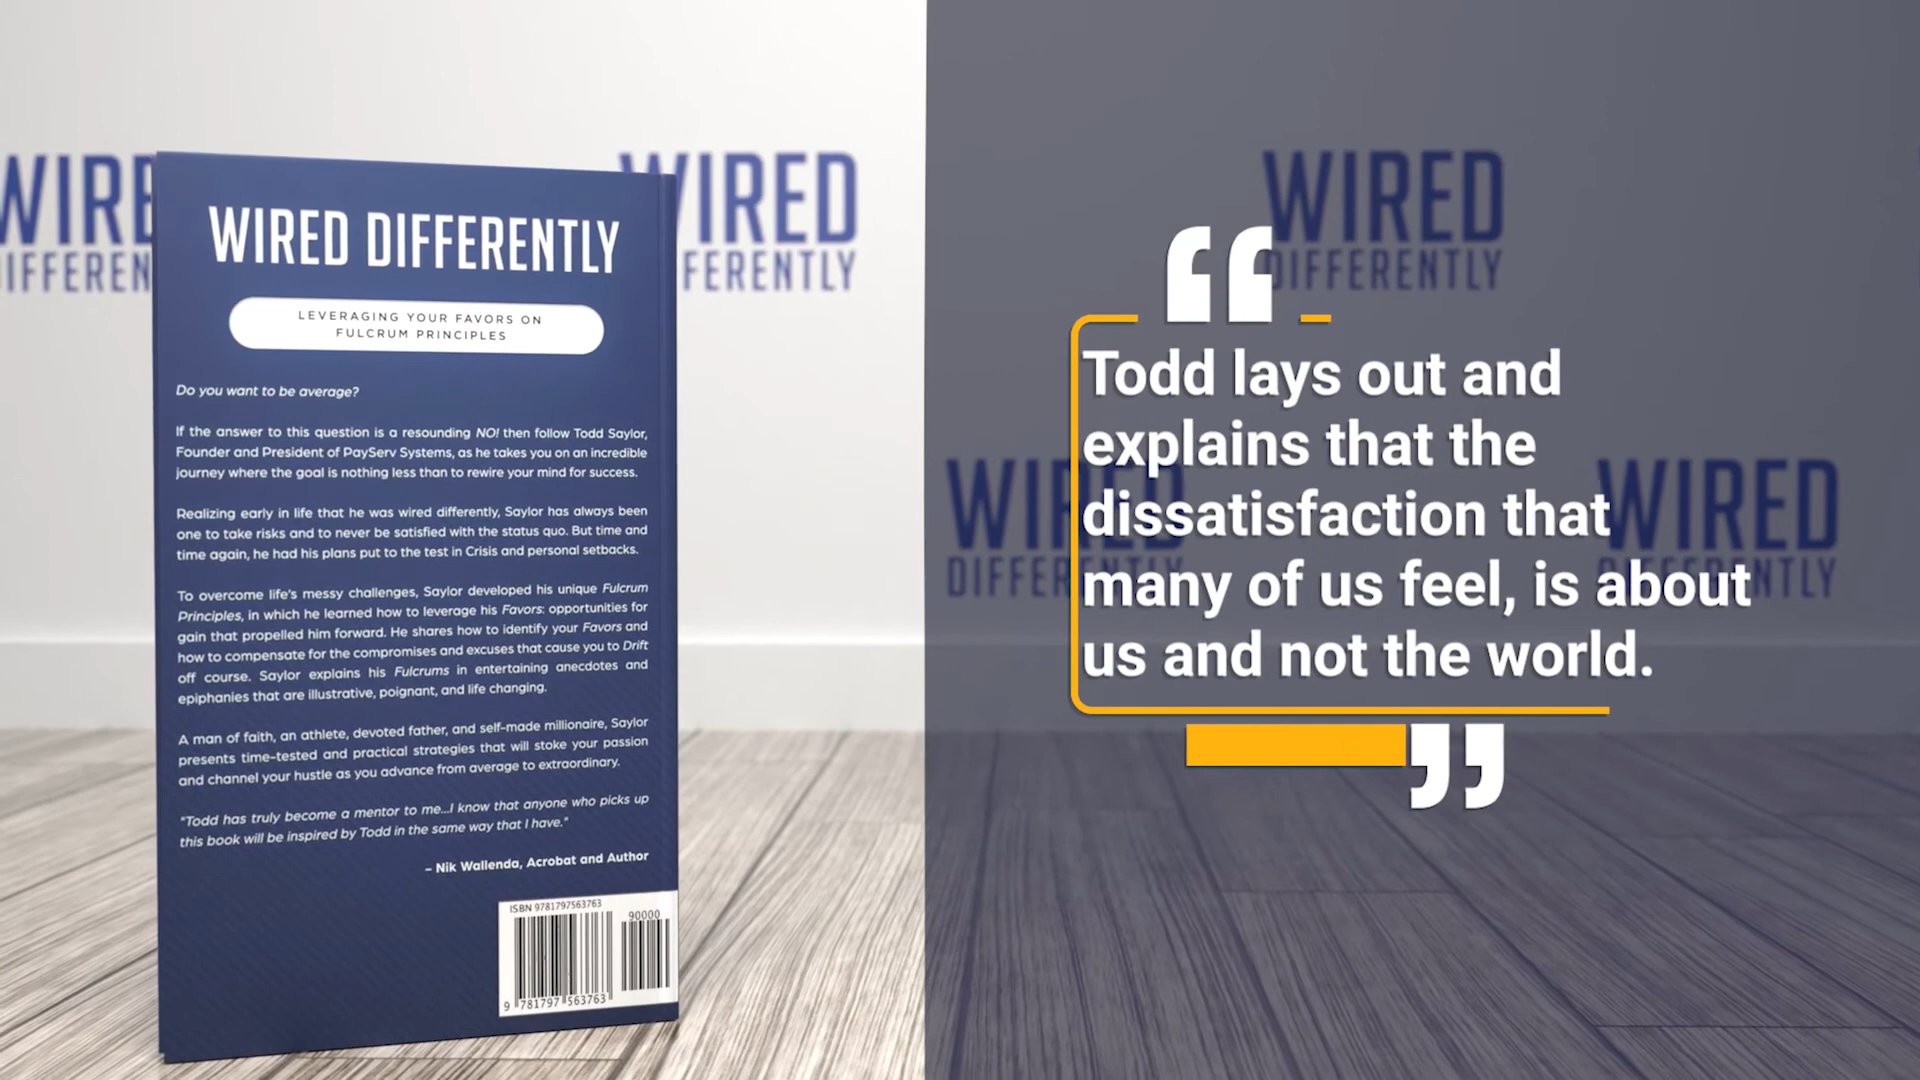 WIRED DIFFERENTLY
LEVERAGING YOUR FAVORS ON
FULCRUM PRINCIPLES
Do you want to be average?
If the answer to this question is a resounding NO! then follow Todd Saylor,
Founder and President of PayServ Systems, as he takes you on an incredible
journey where the goal is nothing less than to rewire your mind for success.
Realizing early in life that he was wired differently, Saylor has always been
one to take risks and to never be satisfied with the status quo. But time and
time again, he had his plans put to the test in Crisis and personal setbacks.
To overcome life's messy challenges, Saylor developed his unique Fulcrum
Principles, in which he learned how to leverage his Favors: opportunities for
gain that propelled him forward. He shares how to identify your Favors and
how to compensate for the compromises and excuses that cause you to Drift
off course. Saylor explains his Fulcrums in entertaining anecdotes and
epiphanies that are illustrative, poignant, and life changing.
A man of faith, an athlete, devoted father, and self-made millionaire, Saylor
presents time-tested and practical strategies that will stoke your passion
and channel your hustle as you advance from average to extraordinary.
"Todd has truly become a mentor to me...I know that anyone who picks up
this book will be inspired by Todd in the same way that I have."
– Nik Wallenda, Acrobat and Author
ISBN 9781797563763
90000
9 781797 563763
WIRE
DIFFEREN
WIRED
FERENTLY
WIRED
DIFFERENTLY
WIRED
DIFFER
WIRED
NTLY
“
Todd lays out and
explains that the
dissatisfaction that
many of us feel, is about
us and not the world.
”